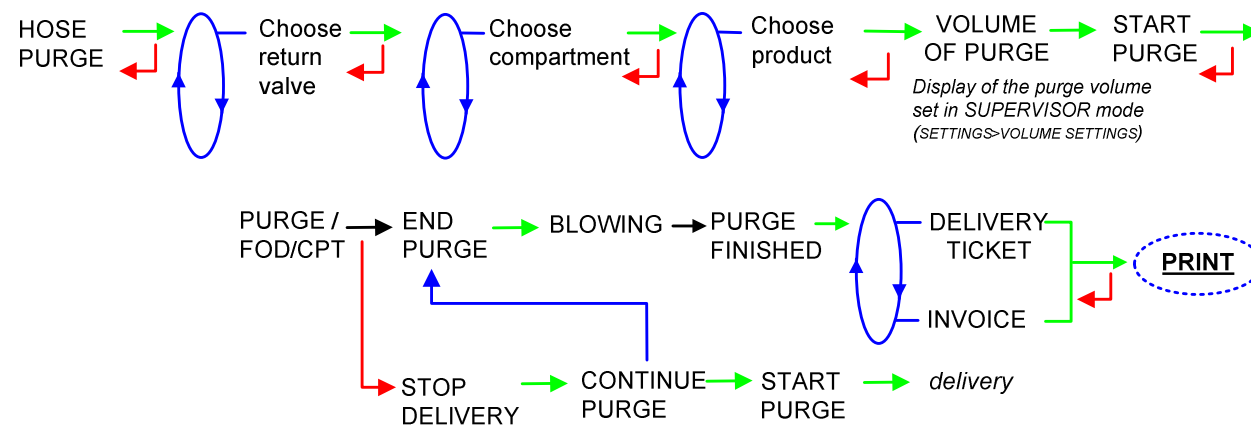 HOSE
PURGE
Choose
return
valve
Choose
compartment
Choose
product
VOLUME
OF PURGE
START
PURGE
Display of the purge volume
set in SUPERVISOR mode
(SETTINGS>VOLUME SETTINGS)
PURGE /
FOD/CPT
END
PURGE
BLOWING
PURGE
FINISHED
DELIVERY
TICKET
PRINT
INVOICE
STOP
DELIVERY
CONTINUE
PURGE
START
PURGE
delivery